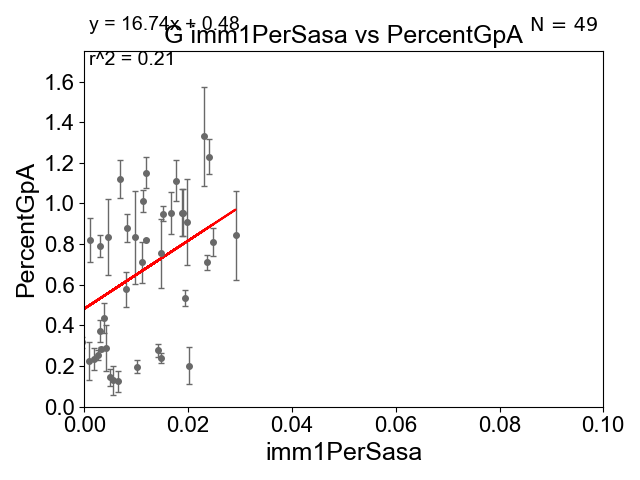 y = 16.74x + 0.48
N = 49
G imm1PerSasa vs PercentGpA
r^2 = 0.21
PercentGpA
1.6
1.4
1.2
1.0
0.8
0.6
0.4
0.2
0.0
0.00 0.02 0.04 0.06 0.08 0.10
imm1PerSasa